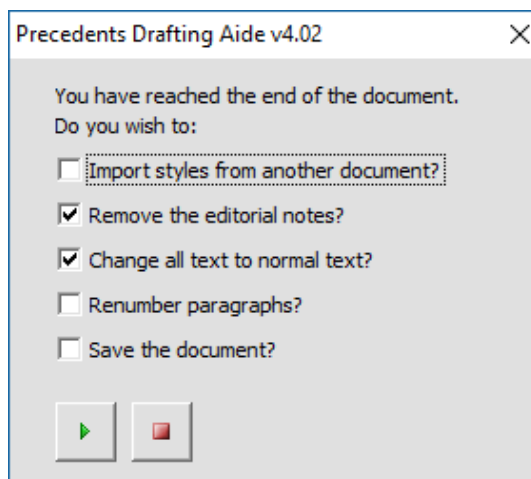 Precedents Drafting Aide v4.02
You have reached the end of the document.
Do you wish to:
Import styles from another document?
Remove the editorial notes?
Change all text to normal text?
Renumber paragraphs?
Save the document?